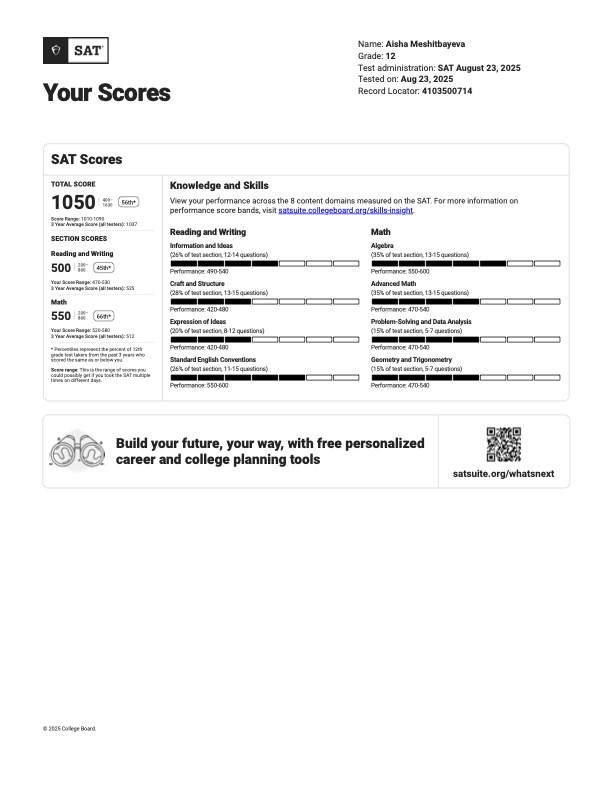 SAT
Your Scores
Name: Aisha Meshitbayeva
Grade: 12
Test administration: SAT August 23, 2025
Tested on: Aug 23, 2025
Record Locator: 4103500714
SAT Scores
TOTAL SCORE
1050 | 400–1600 56th*
Score Range: 1010-1090
3 Year Average Score (all testers): 1037
SECTION SCORES
Reading and Writing
500 | 200–800 45th*
Your Score Range: 470-530
3 Year Average Score (all testers): 525
Math
550 | 200–800 66th*
Your Score Range: 520-580
3 Year Average Score (all testers): 512
* Percentiles represent the percent of 12th
grade test takers from the past 3 years who
scored the same as or below you.
Score range: This is the range of scores you
could possibly get if you took the SAT multiple
times on different days.
Knowledge and Skills
View your performance across the 8 content domains measured on the SAT. For more information on
performance score bands, visit satsuite.collegeboard.org/skills-insight.
Reading and Writing
Information and Ideas
(26% of test section, 12-14 questions)
Performance: 490-540
Craft and Structure
(28% of test section, 13-15 questions)
Performance: 420-480
Expression of Ideas
(20% of test section, 8-12 questions)
Performance: 420-480
Standard English Conventions
(26% of test section, 11-15 questions)
Performance: 550-600
Math
Algebra
(35% of test section, 13-15 questions)
Performance: 550-600
Advanced Math
(35% of test section, 13-15 questions)
Performance: 470-540
Problem-Solving and Data Analysis
(15% of test section, 5-7 questions)
Performance: 470-540
Geometry and Trigonometry
(15% of test section, 5-7 questions)
Performance: 470-540
Build your future, your way, with free personalized
career and college planning tools
satsuite.org/whatsnext
© 2025 College Board.